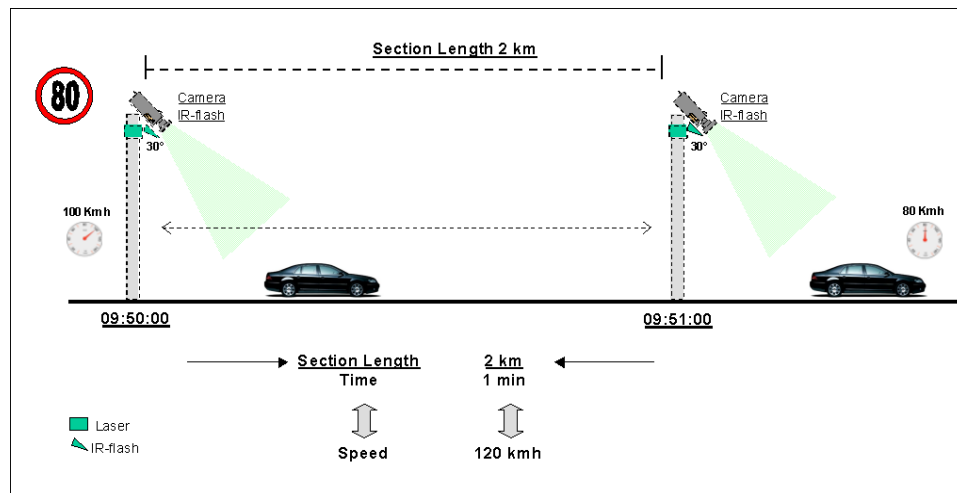 Section Length 2 km
80
Camera
IR-flash
30°
Camera
IR-flash
30°
100 Kmh
80 Kmh
09:50:00
09:51:00
Section Length
Time
2 km
1 min
Laser
IR-flash
Speed
120 kmh